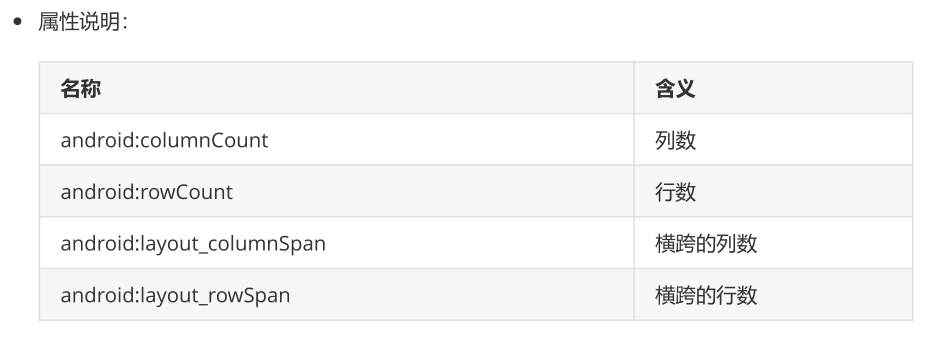 属性说明：
名称 含义
android:columnCount 列数
android:rowCount 行数
android:layout_columnSpan 横跨的列数
android:layout_rowSpan 横跨的行数